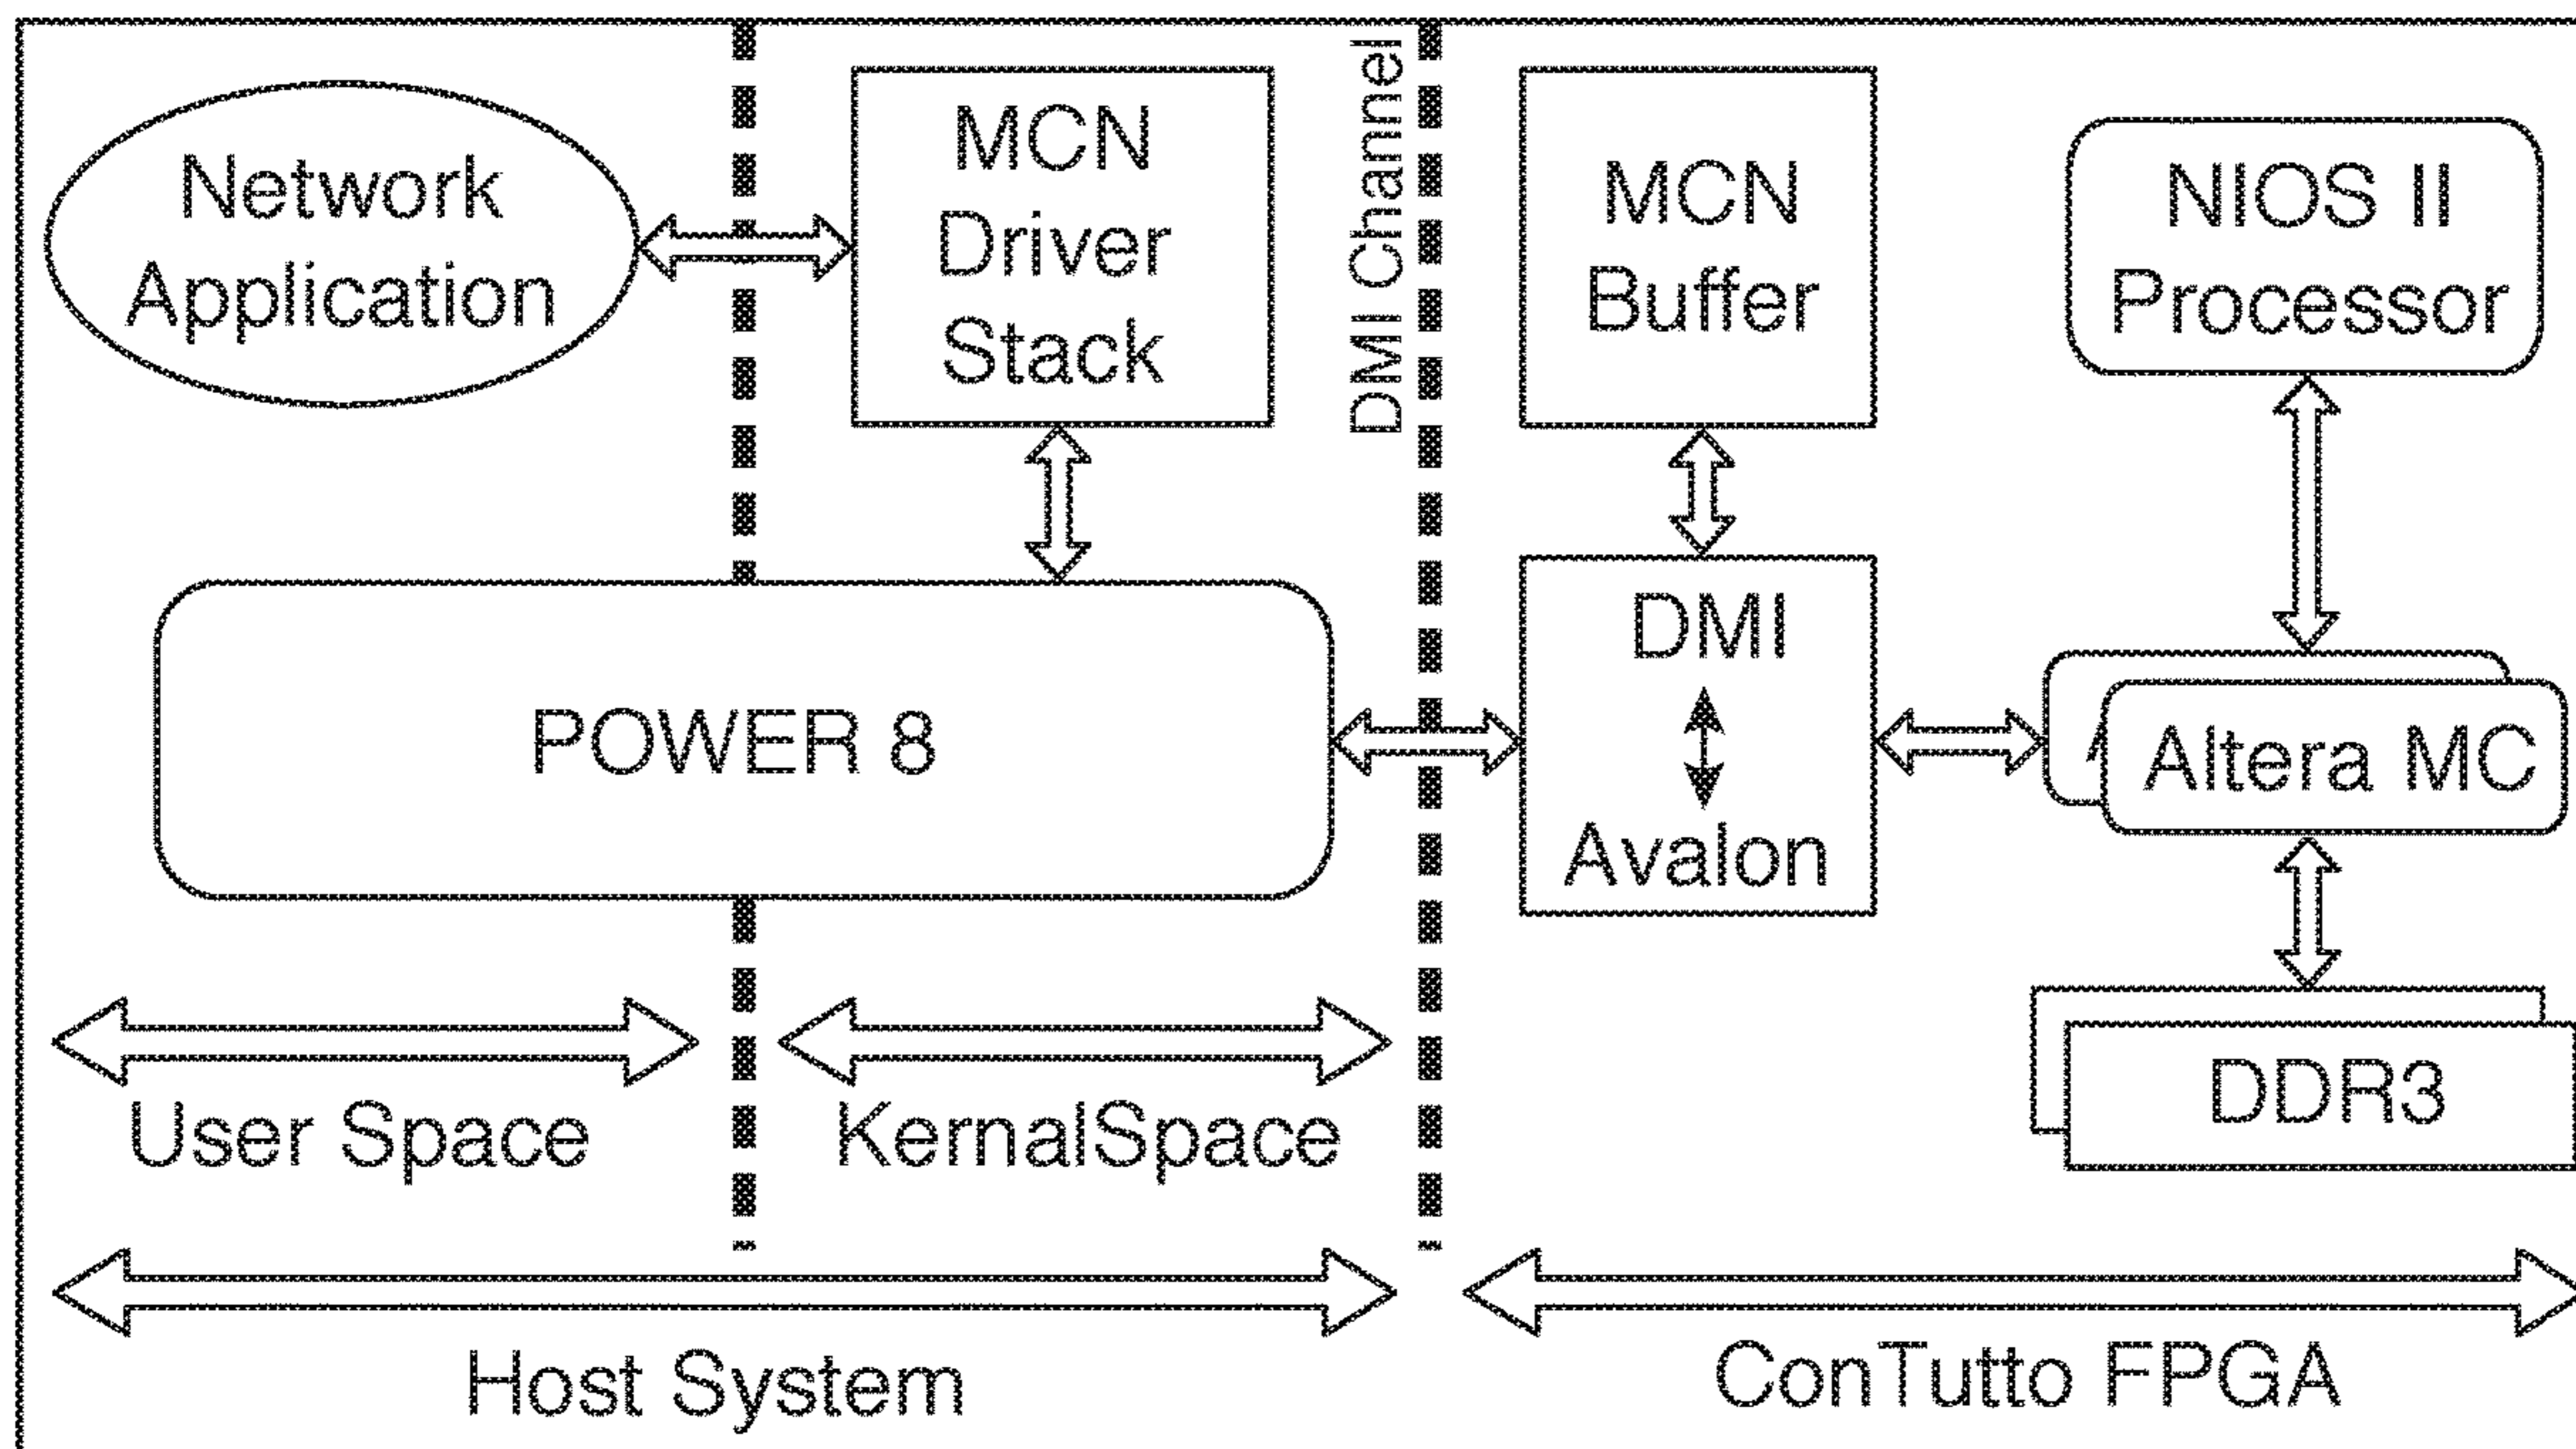 Network
Application
MCN
Driver
Stack
DMI Channel
MCN
Buffer
NIOS II
Processor
POWER 8
DMI
Avalon
Altera MC
DDR3
User Space
KernalSpace
Host System
ConTutto FPGA